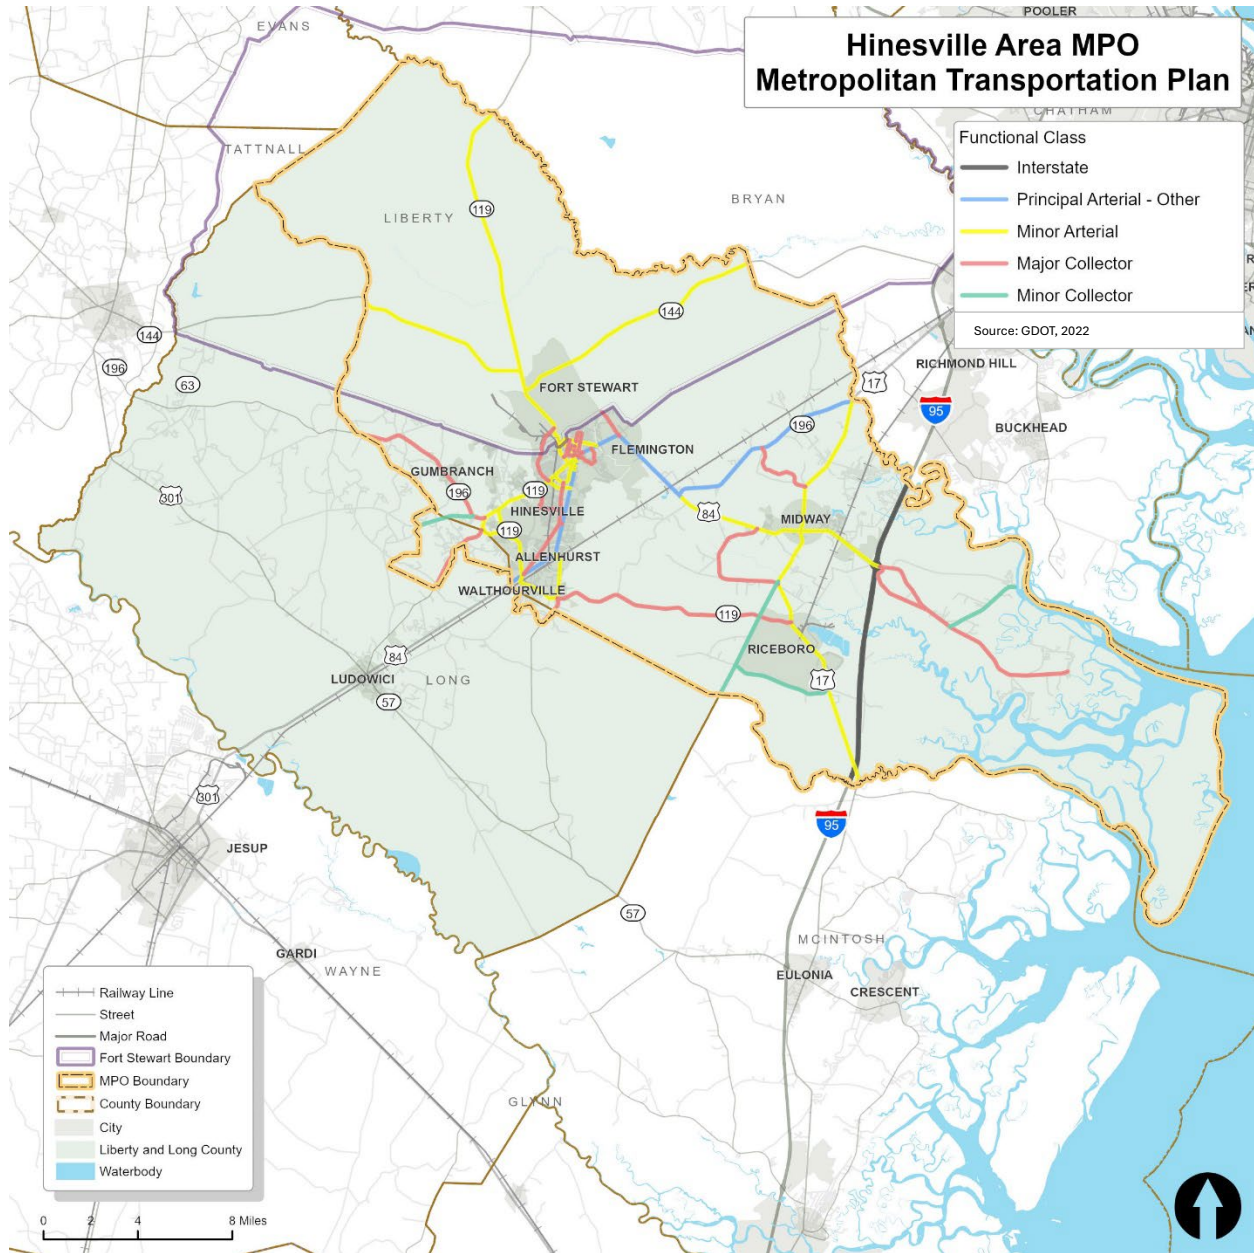 POOLER
EVANS
Hinesville Area MPO
Metropolitan Transportation Plan
CHATHAM
Functional Class
Interstate
Principal Arterial - Other
Minor Arterial
Major Collector
Minor Collector
Source: GDOT, 2022
TATTNALL
BRYAN
LIBERTY
119
144
144
196
63
FORT STEWART
RICHMOND HILL
17
95
BUCKHEAD
196
FLEMINGTON
GUMBRANCH
301
196
119
HINESVILLE
84
MIDWAY
119
ALLENHURST
WALTHOURVILLE
119
RICEBORO
84
LUDOWICI
LONG
17
57
301
95
JESUP
57
MCINTOSH
GARDI
WAYNE
EULONIA
CRESCENT
GLYNN
Railway Line
Street
Major Road
Fort Stewart Boundary
MPO Boundary
County Boundary
City
Liberty and Long County
Waterbody
0 2 4 8 Miles